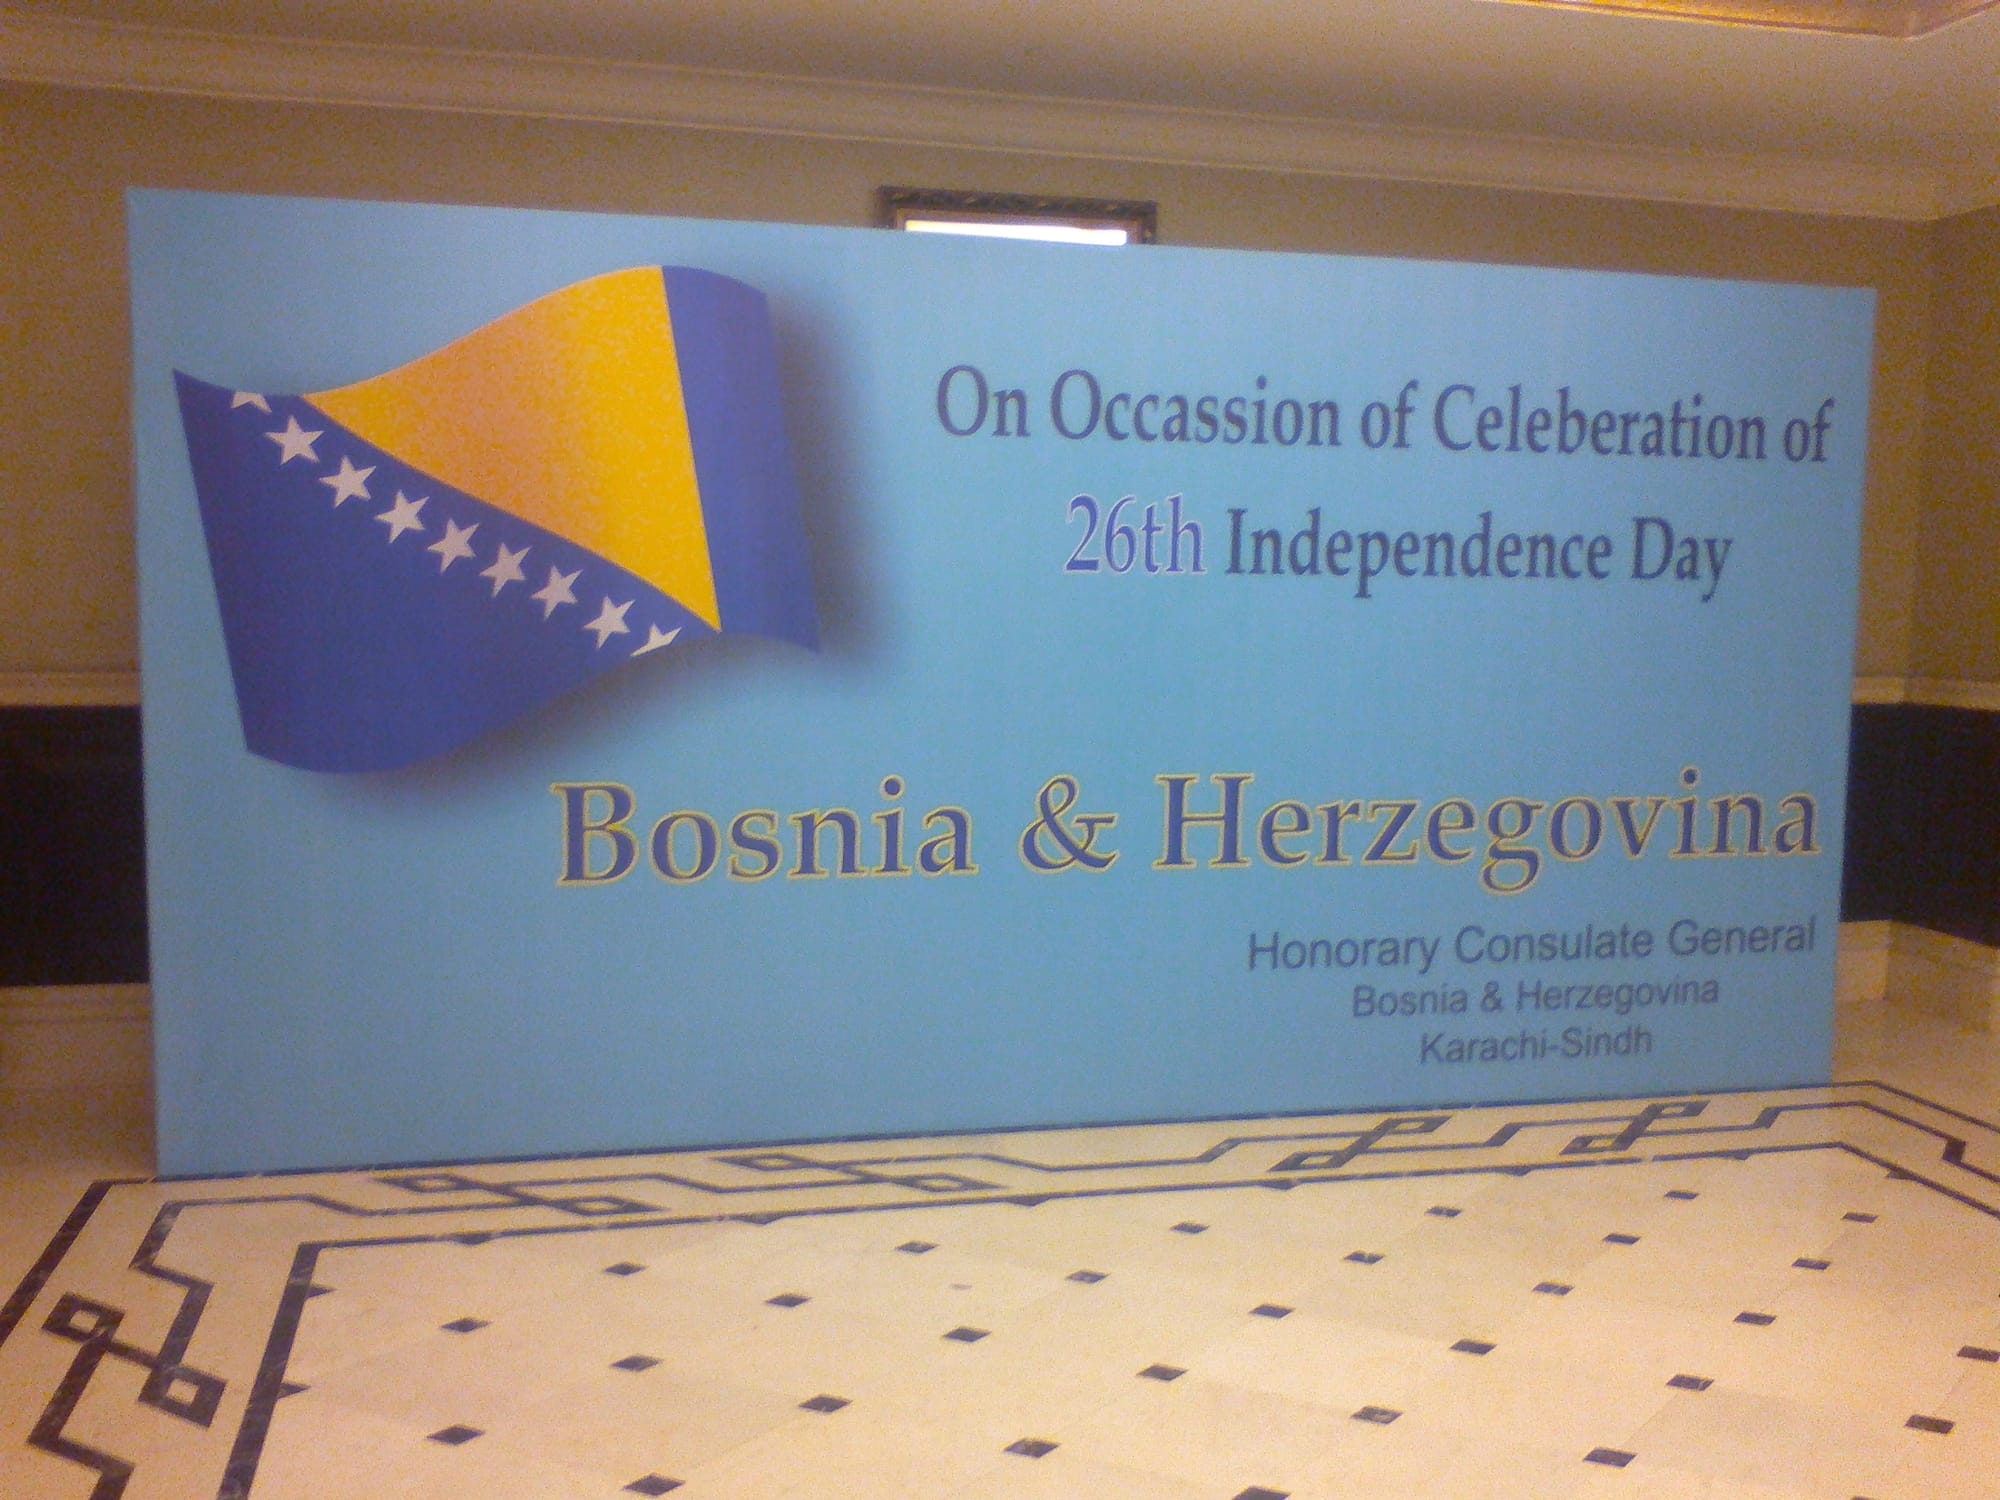 On Occassion of Celeberation of
26th Independence Day
Bosnia & Herzegovina
Honorary Consulate General
Bosnia & Herzegovina
Karachi-Sindh